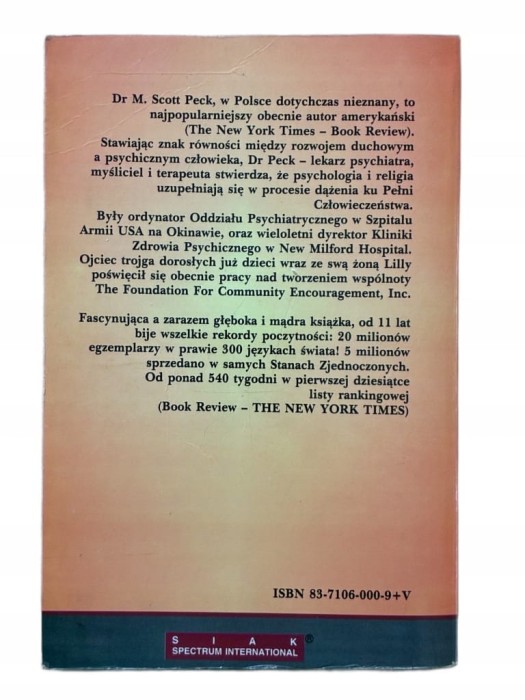 Dr M. Scott Peck, w Polsce dotychczas nieznany, to
najpopularniejszy obecnie autor amerykański
(The New York Times – Book Review).
Stawiając znak równości między rozwojem duchowym
a psychicznym człowieka, Dr Peck – lekarz psychiatra,
myśliciel i terapeuta stwierdza, że psychologia i religia
uzupełniają się w procesie dążenia ku Pełni
Człowieczeństwa.
Były ordynator Oddziału Psychiatrycznego w Szpitalu
Armii USA na Okinawie, oraz wieloletni dyrektor Kliniki
Zdrowia Psychicznego w New Milford Hospital.
Ojciec trojga dorosłych już dzieci wraz ze swą żoną Lilly
poświęcił się obecnie pracy nad tworzeniem wspólnoty
The Foundation For Community Encouragement, Inc.
Fascynująca a zarazem głęboka i mądra książka, od 11 lat
bije wszelkie rekordy poczytności: 20 milionów
egzemplarzy w prawie 300 językach świata! 5 milionów
sprzedano w samych Stanach Zjednoczonych.
Od ponad 540 tygodni w pierwszej dziesiątce
listy rankingowej
(Book Review – THE NEW YORK TIMES)
ISBN 83-7106-000-9+V
S I A K ®
SPECTRUM INTERNATIONAL